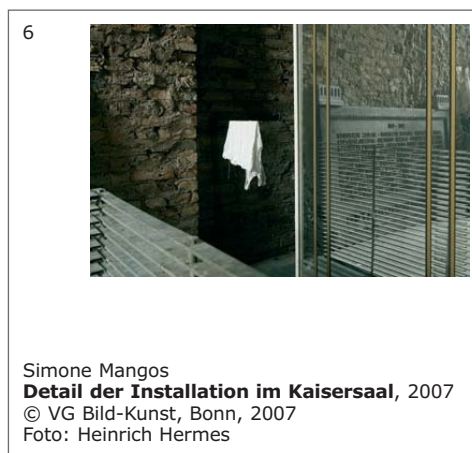 6
Simone Mangos
Detail der Installation im Kaisersaal, 2007
© VG Bild-Kunst, Bonn, 2007
Foto: Heinrich Hermes